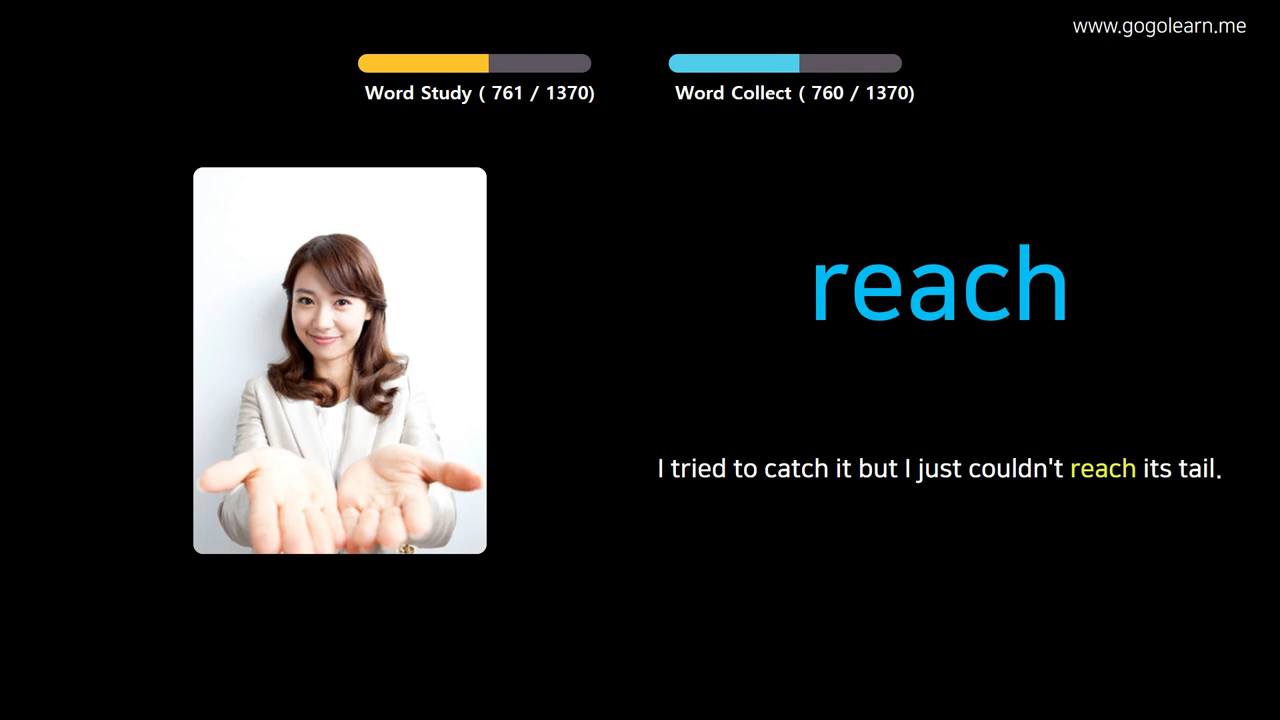 www.gogolearn.me
Word Study ( 761 / 1370)
Word Collect ( 760 / 1370)
reach
I tried to catch it but I just couldn't reach its tail.